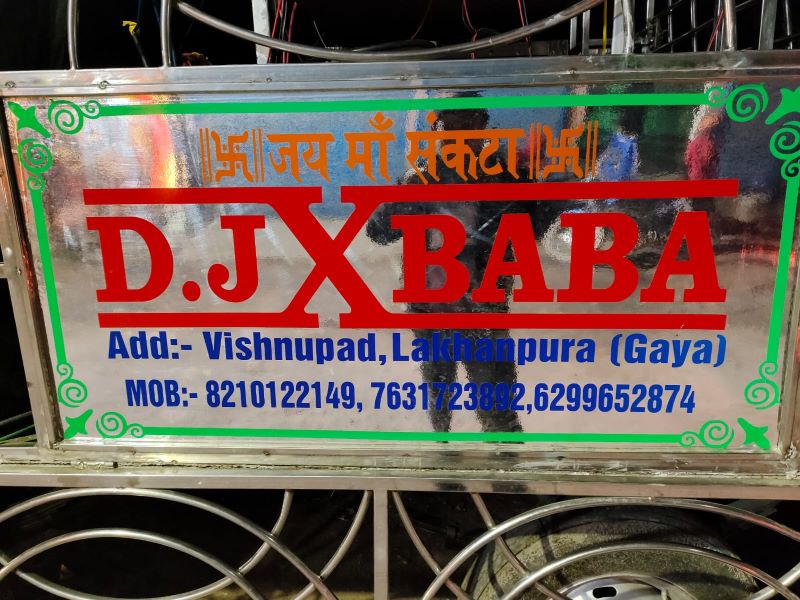 ॥卐॥जय माँ संकटा॥卐॥
D.J X BABA
Add:- Vishnupad, Lakhanpura (Gaya)
MOB:- 8210122149, 7631723892,6299652874